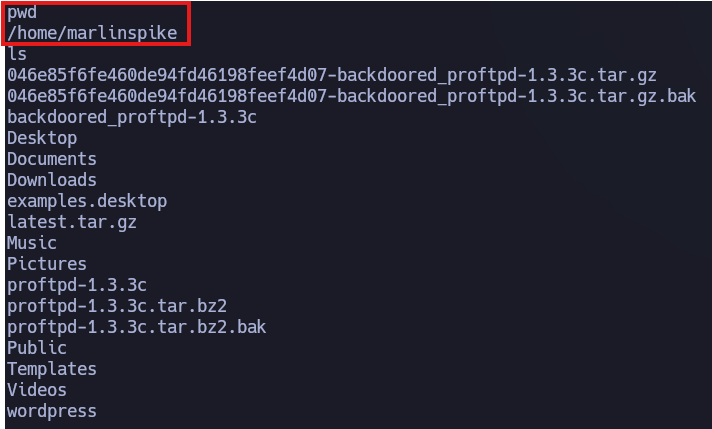 pwd
/home/marlinspike
ls
046e85f6fe460de94fd46198feef4d07-backdoored_proftpd-1.3.3c.tar.gz
046e85f6fe460de94fd46198feef4d07-backdoored_proftpd-1.3.3c.tar.gz.bak
backdoored_proftpd-1.3.3c
Desktop
Documents
Downloads
examples.desktop
latest.tar.gz
Music
Pictures
proftpd-1.3.3c
proftpd-1.3.3c.tar.bz2
proftpd-1.3.3c.tar.bz2.bak
Public
Templates
Videos
wordpress